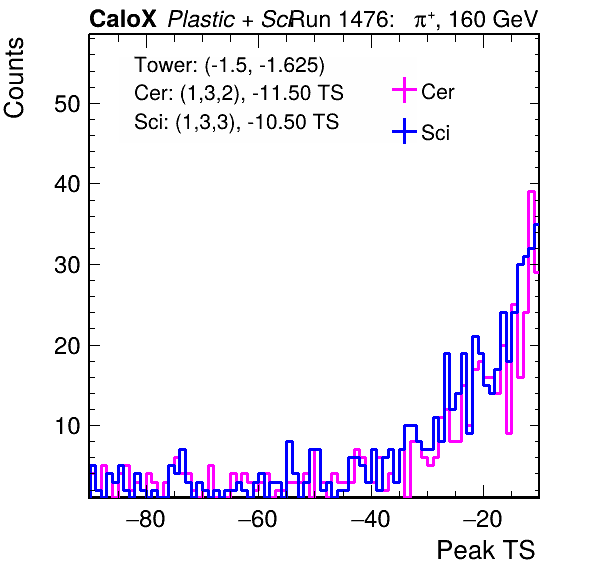 CaloX Plastic + Sci Run 1476: π⁺, 160 GeV
Counts
Tower: (-1.5, -1.625)
Cer: (1,3,2), -11.50 TS
Sci: (1,3,3), -10.50 TS
Cer
Sci
50
40
30
20
10
−80 −60 −40 −20
Peak TS